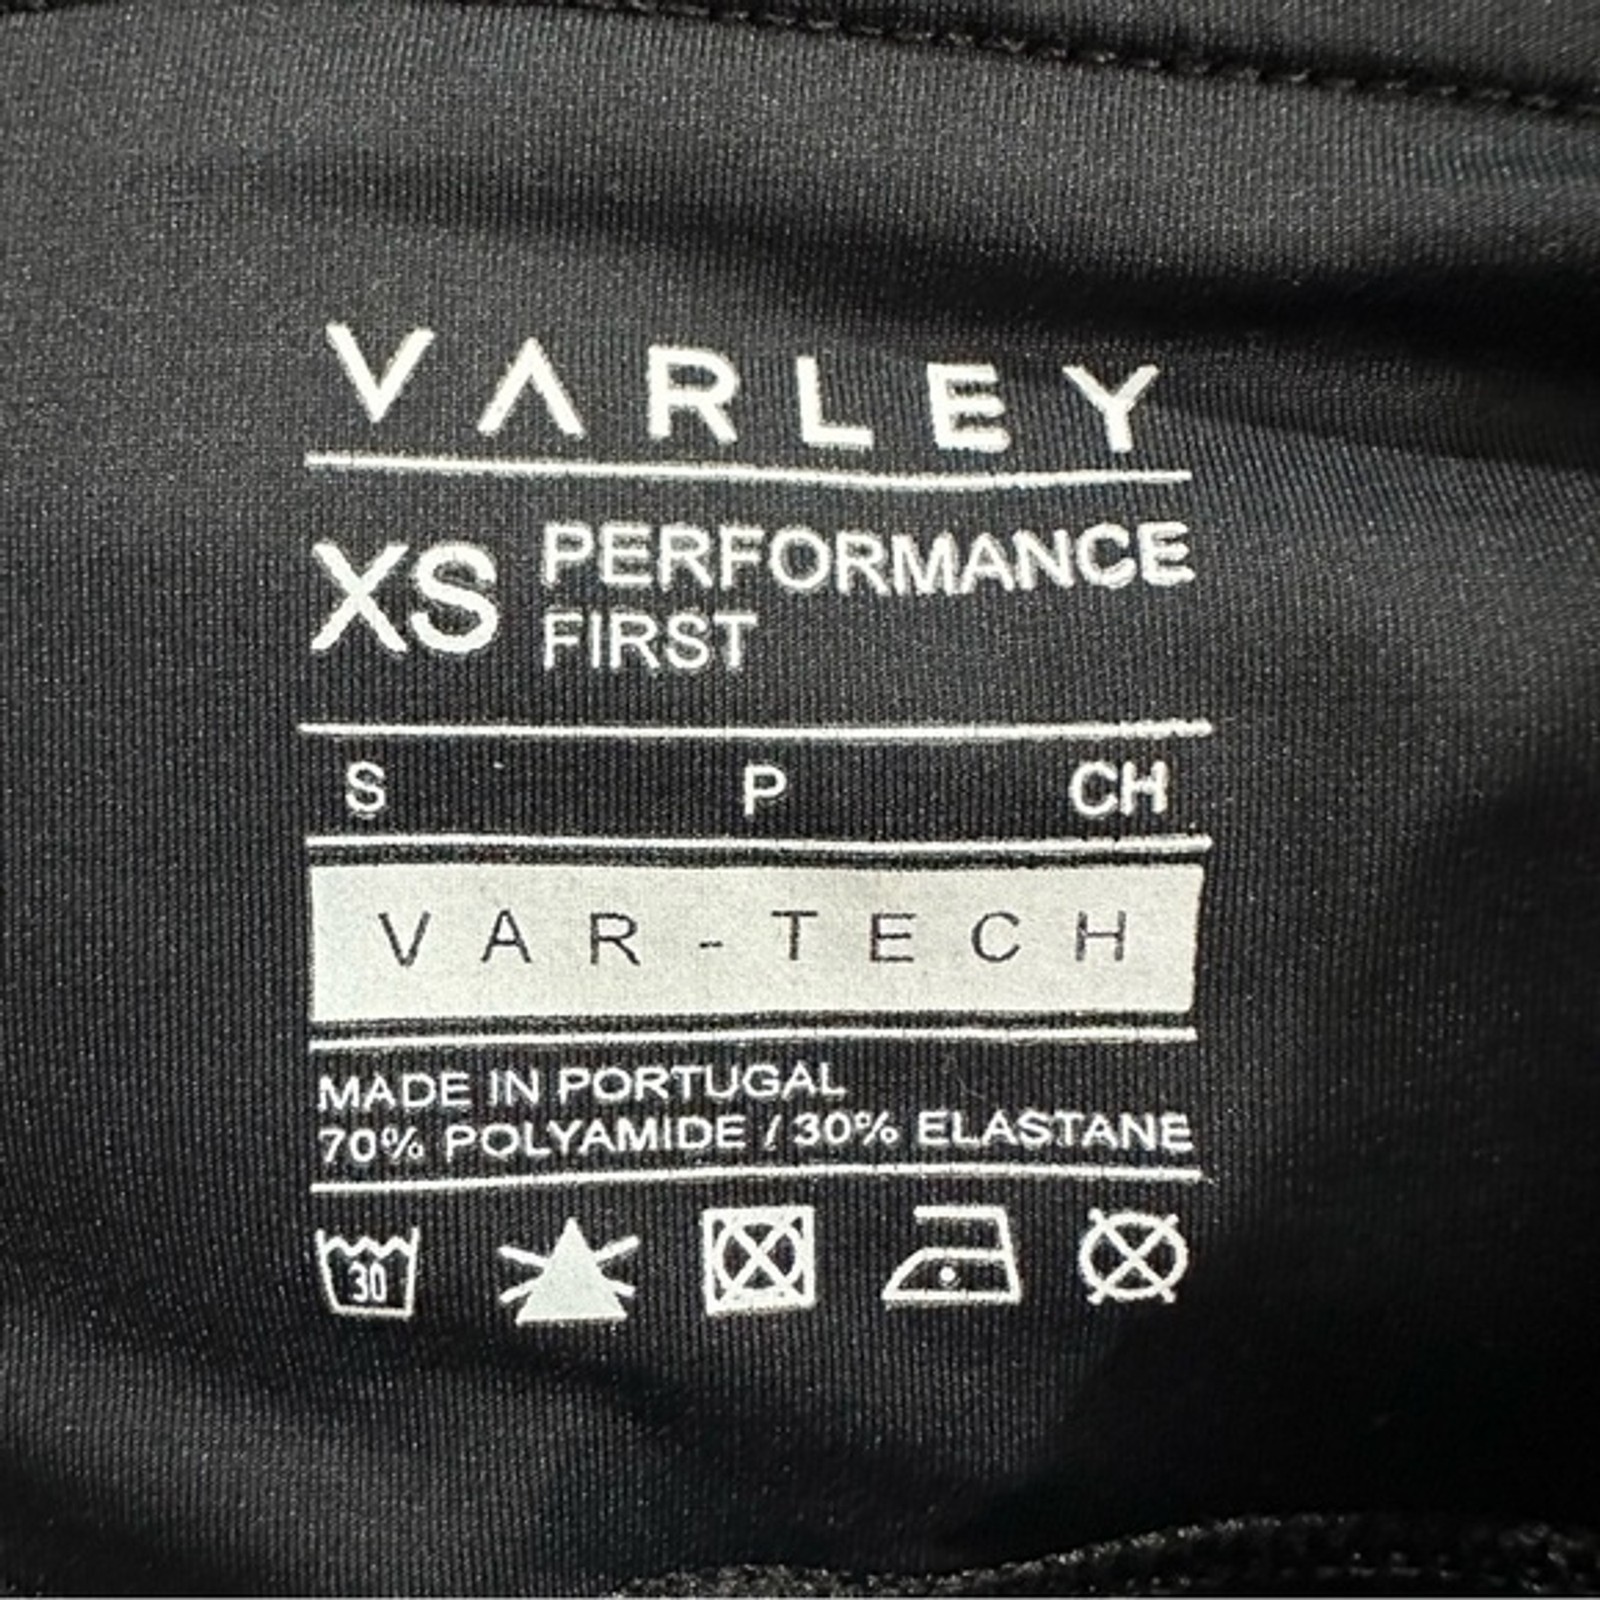 VARLEY
XS PERFORMANCE
FIRST
S P CH
VAR-TECH
MADE IN PORTUGAL
70% POLYAMIDE / 30% ELASTANE
30